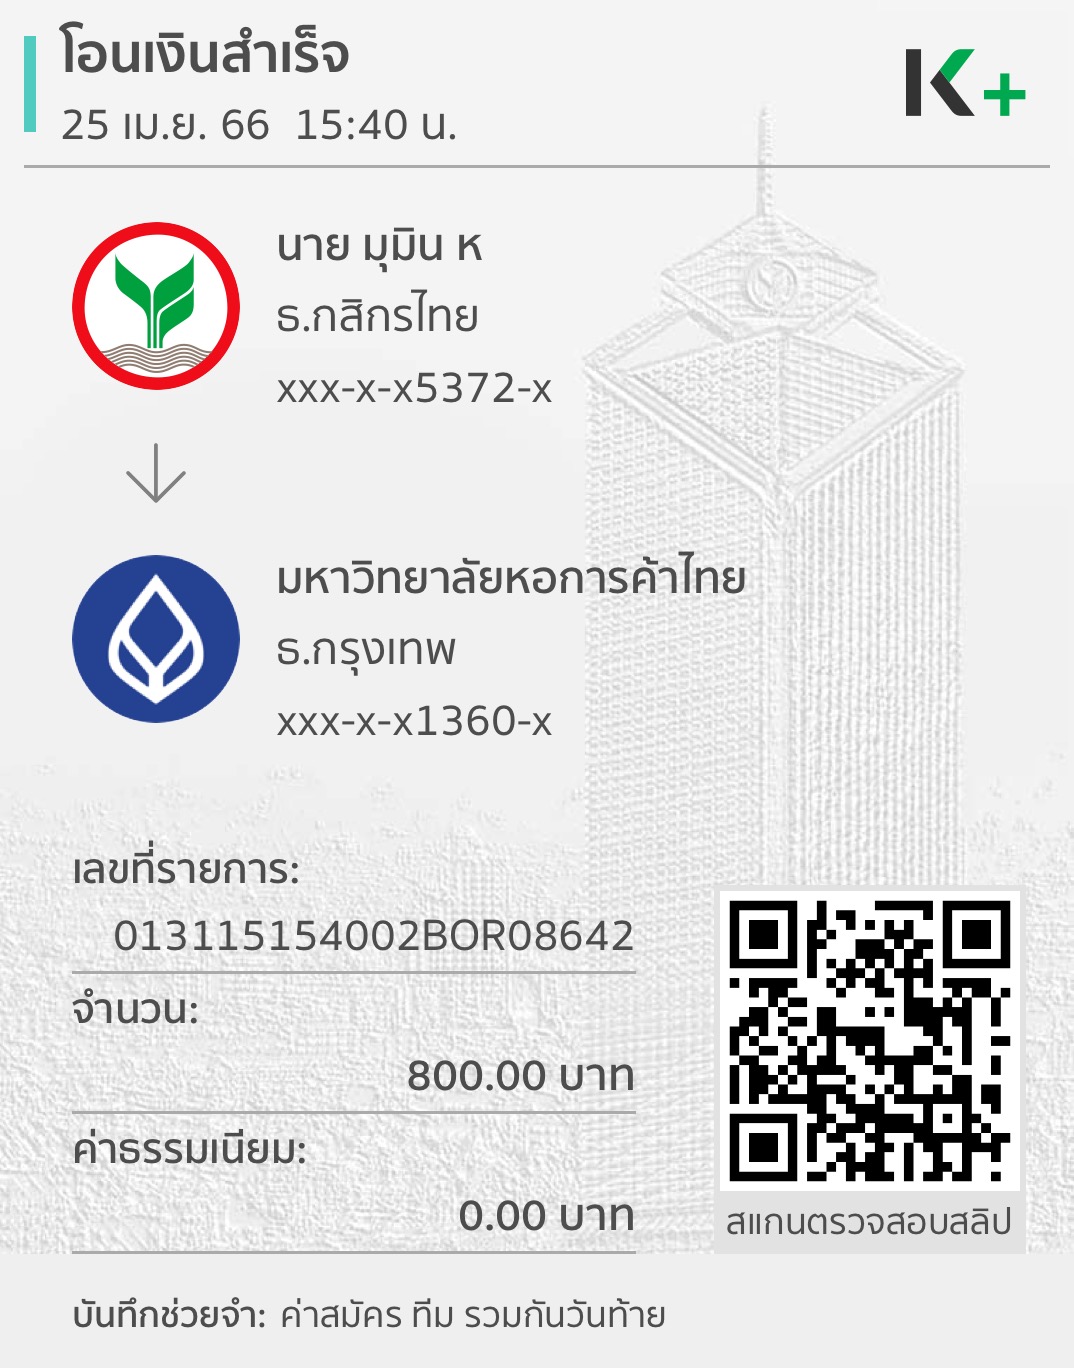 โอนเงินสำเร็จ
25 เม.ย. 66 15:40 น.
K+
นาย มุมิน ห
ธ.กสิกรไทย
xxx-x-x5372-x
มหาวิทยาลัยหอการค้าไทย
ธ.กรุงเทพ
xxx-x-x1360-x
เลขที่รายการ:
013115154002BOR08642
จำนวน:
800.00 บาท
ค่าธรรมเนียม:
0.00 บาท
สแกนตรวจสอบสลิป
บันทึกช่วยจำ: ค่าสมัคร ทีม รวมกันวันท้าย